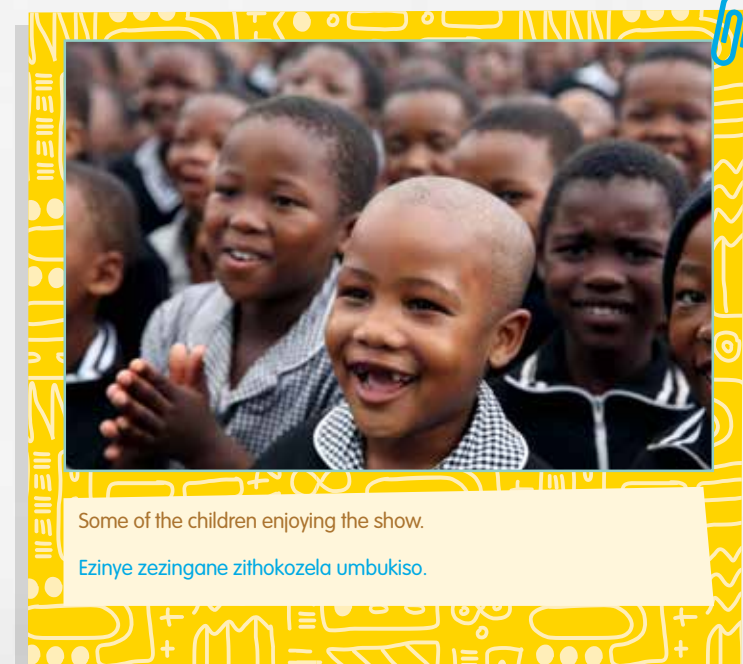 Some of the children enjoying the show.
Ezinye zezingane zithokozela umbukiso.